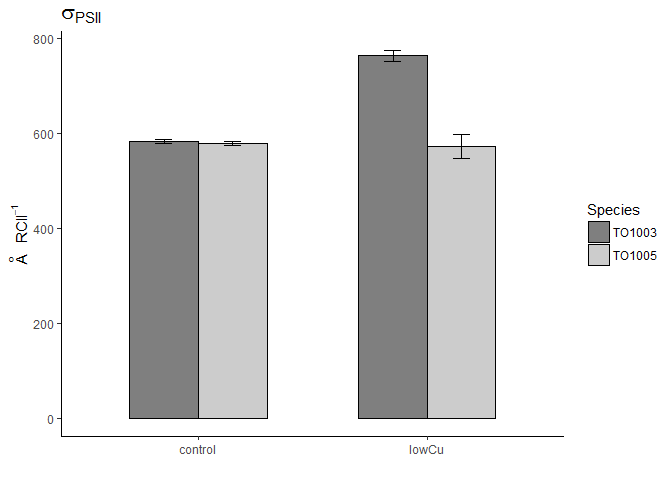 σPSII
800
600
400
200
0
Å RCII⁻¹
control
lowCu
Species
TO1003
TO1005